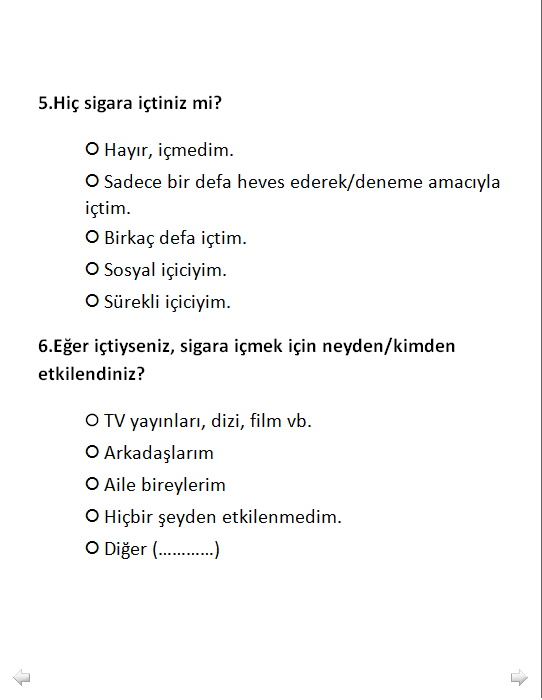 5.Hiç sigara içtiniz mi?
O Hayır, içmedim.
O Sadece bir defa heves ederek/deneme amacıyla
içtim.
O Birkaç defa içtim.
O Sosyal içiciyim.
O Sürekli içiciyim.
6.Eğer içtiyseniz, sigara içmek için neyden/kimden
etkilendiniz?
O TV yayınları, dizi, film vb.
O Arkadaşlarım
O Aile bireylerim
O Hiçbir şeyden etkilenmedim.
O Diğer (…………)